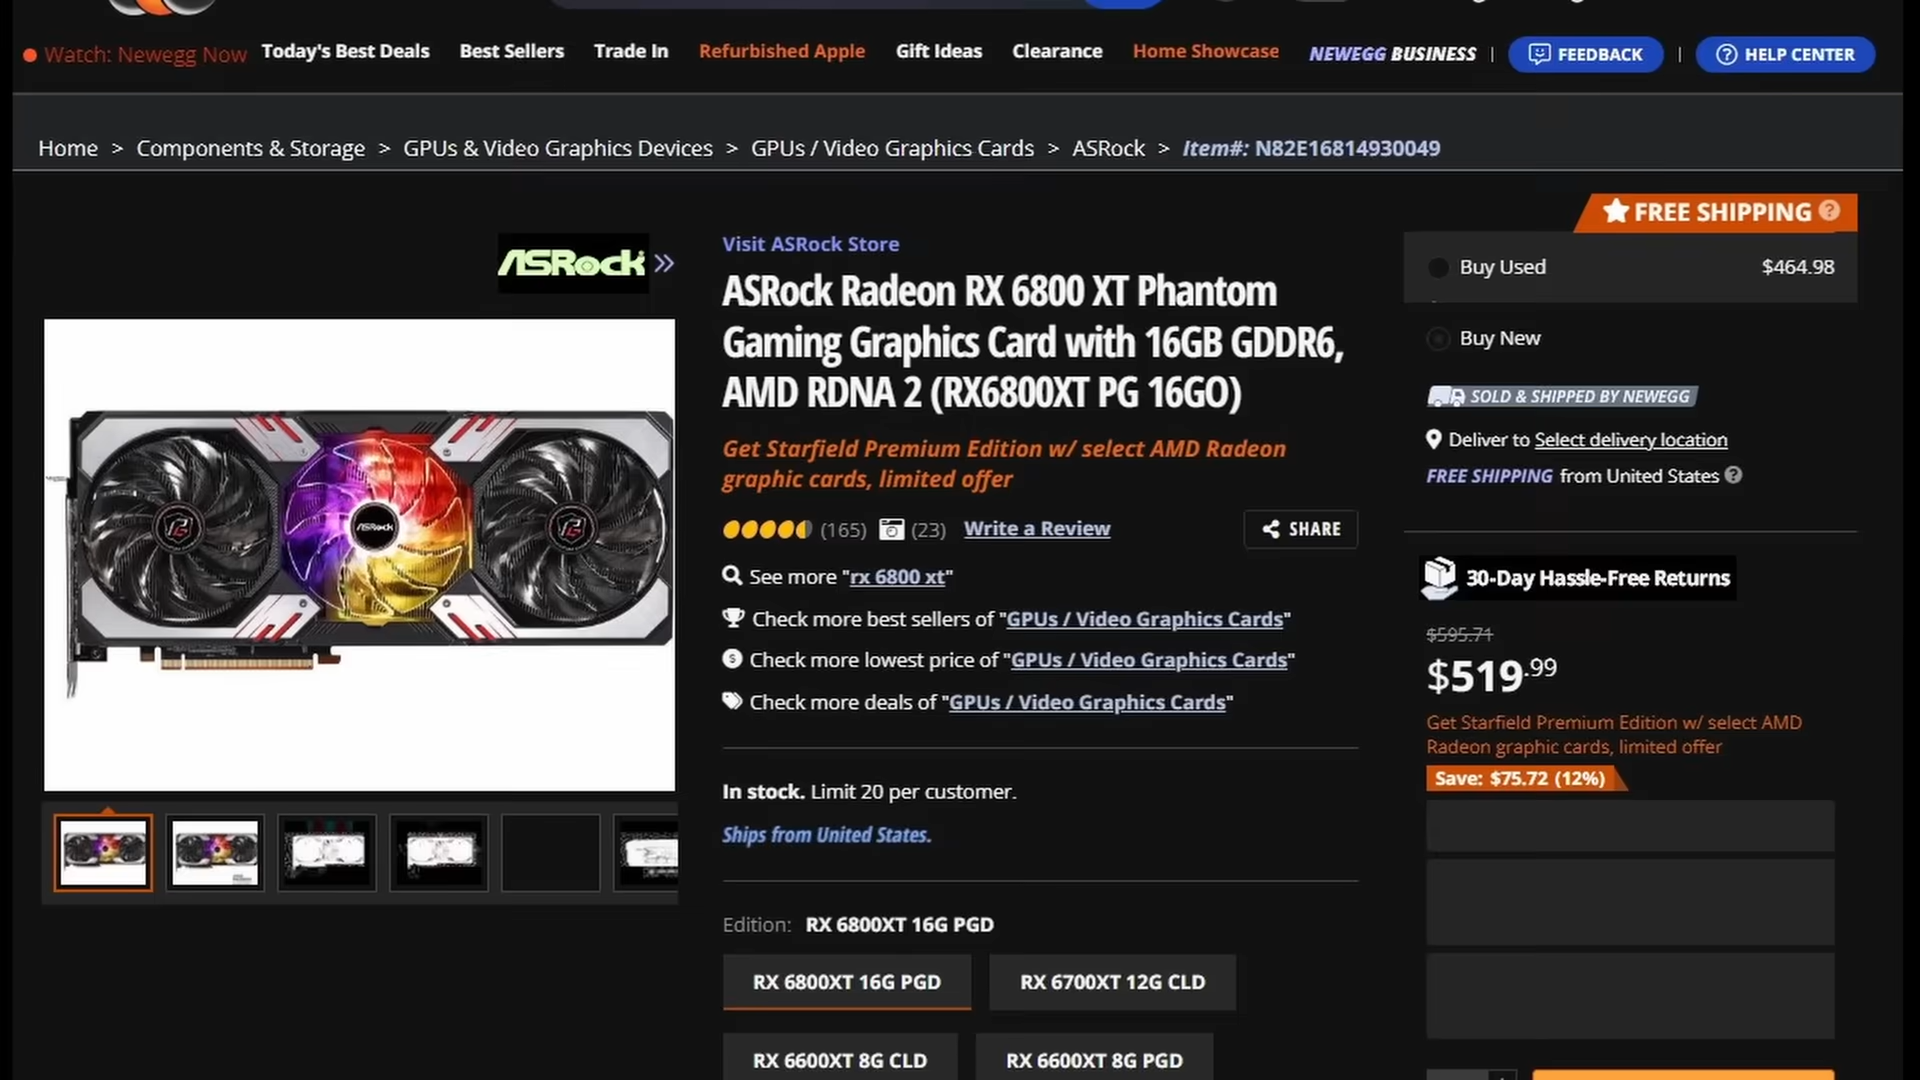 Watch: Newegg Now Today's Best Deals Best Sellers Trade In Refurbished Apple Gift Ideas Clearance Home Showcase NEWEGG BUSINESS | FEEDBACK | HELP CENTER
Home > Components & Storage > GPUs & Video Graphics Devices > GPUs / Video Graphics Cards > ASRock > Item#: N82E16814930049
ASRock »
ASRock
Visit ASRock Store
ASRock Radeon RX 6800 XT Phantom
Gaming Graphics Card with 16GB GDDR6,
AMD RDNA 2 (RX6800XT PG 16GO)
Get Starfield Premium Edition w/ select AMD Radeon
graphic cards, limited offer
(165) (23) Write a Review SHARE
See more "rx 6800 xt"
Check more best sellers of "GPUs / Video Graphics Cards"
Check more lowest price of "GPUs / Video Graphics Cards"
Check more deals of "GPUs / Video Graphics Cards"
In stock. Limit 20 per customer.
Ships from United States.
Edition: RX 6800XT 16G PGD
RX 6800XT 16G PGD RX 6700XT 12G CLD
RX 6600XT 8G CLD RX 6600XT 8G PGD
FREE SHIPPING ?
Buy Used $464.98
Buy New
SOLD & SHIPPED BY NEWEGG
Deliver to Select delivery location
FREE SHIPPING from United States ?
30-Day Hassle-Free Returns
$595.71
$519.99
Get Starfield Premium Edition w/ select AMD
Radeon graphic cards, limited offer
Save: $75.72 (12%)